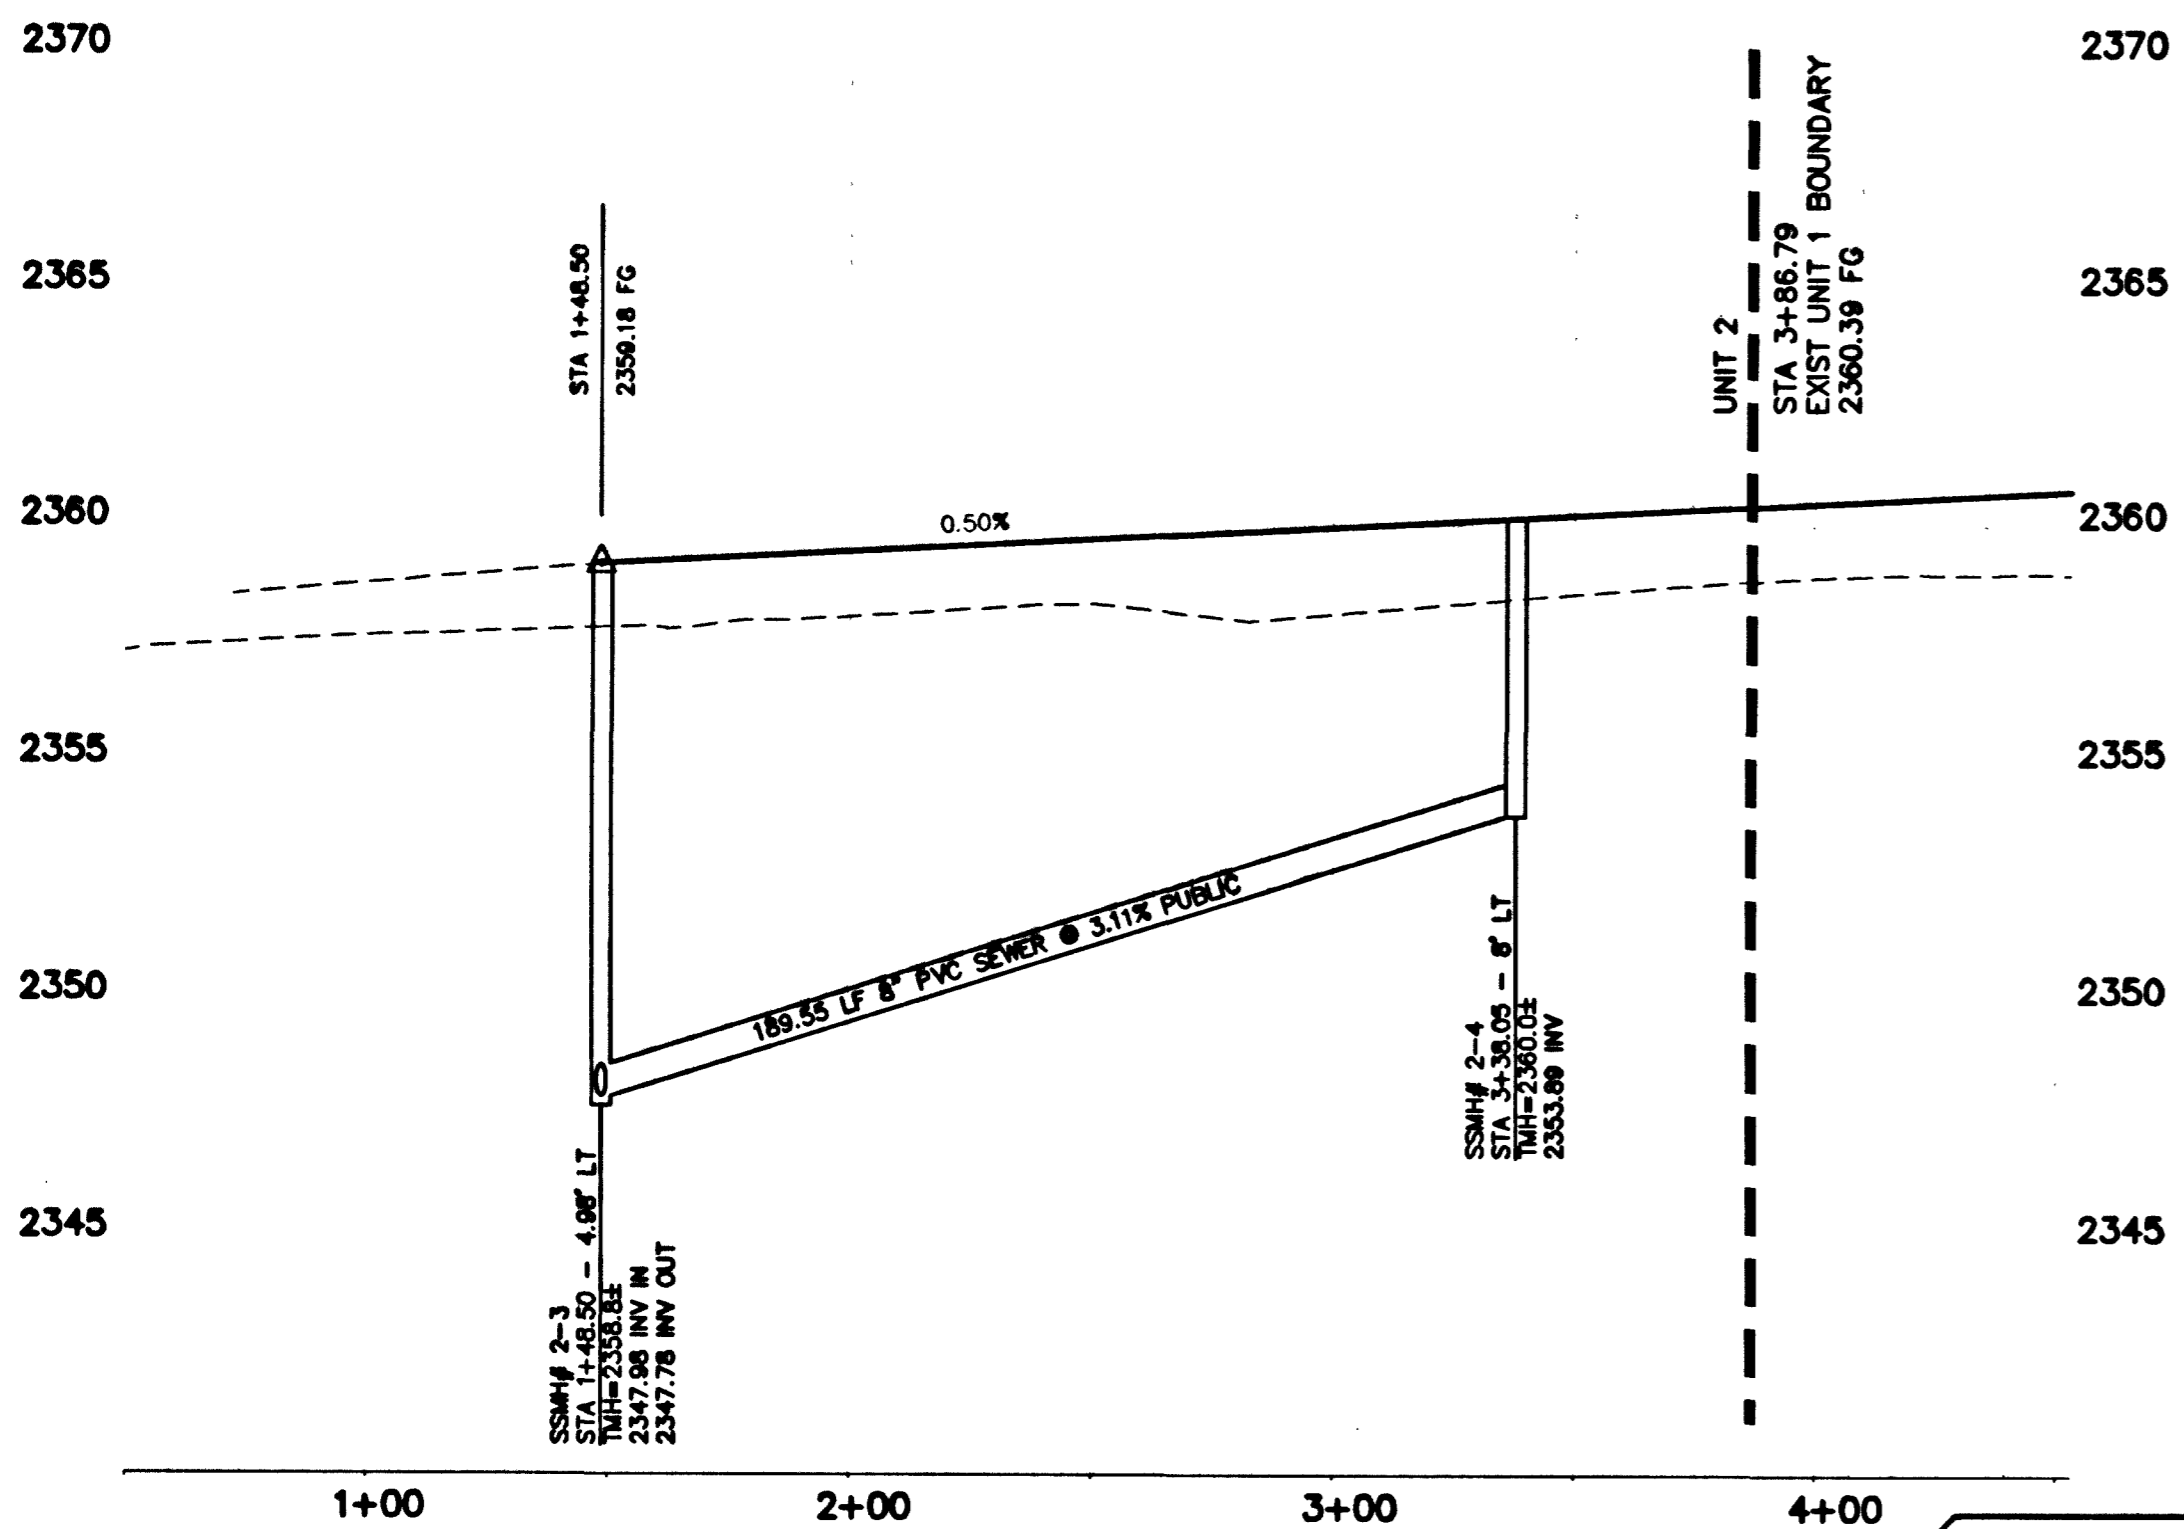 2370
2370
2365
2365
2360
2360
2355
2355
2350
2350
2345
2345
STA 1+48.50
2359.18 FG
0.50%
UNIT 2
STA 3+86.79
EXIST UNIT 1 BOUNDARY
2360.39 FG
189.55 LF 8" PVC SEWER @ 3.11% PUBLIC
SSMH# 2-3
STA 1+48.50 - 4.98' LT
TMH=2358.8±
2347.98 INV IN
2347.78 INV OUT
SSMH# 2-4
STA 3+38.05 - 8' LT
TMH=2360.0±
2353.89 INV
1+00
2+00
3+00
4+00